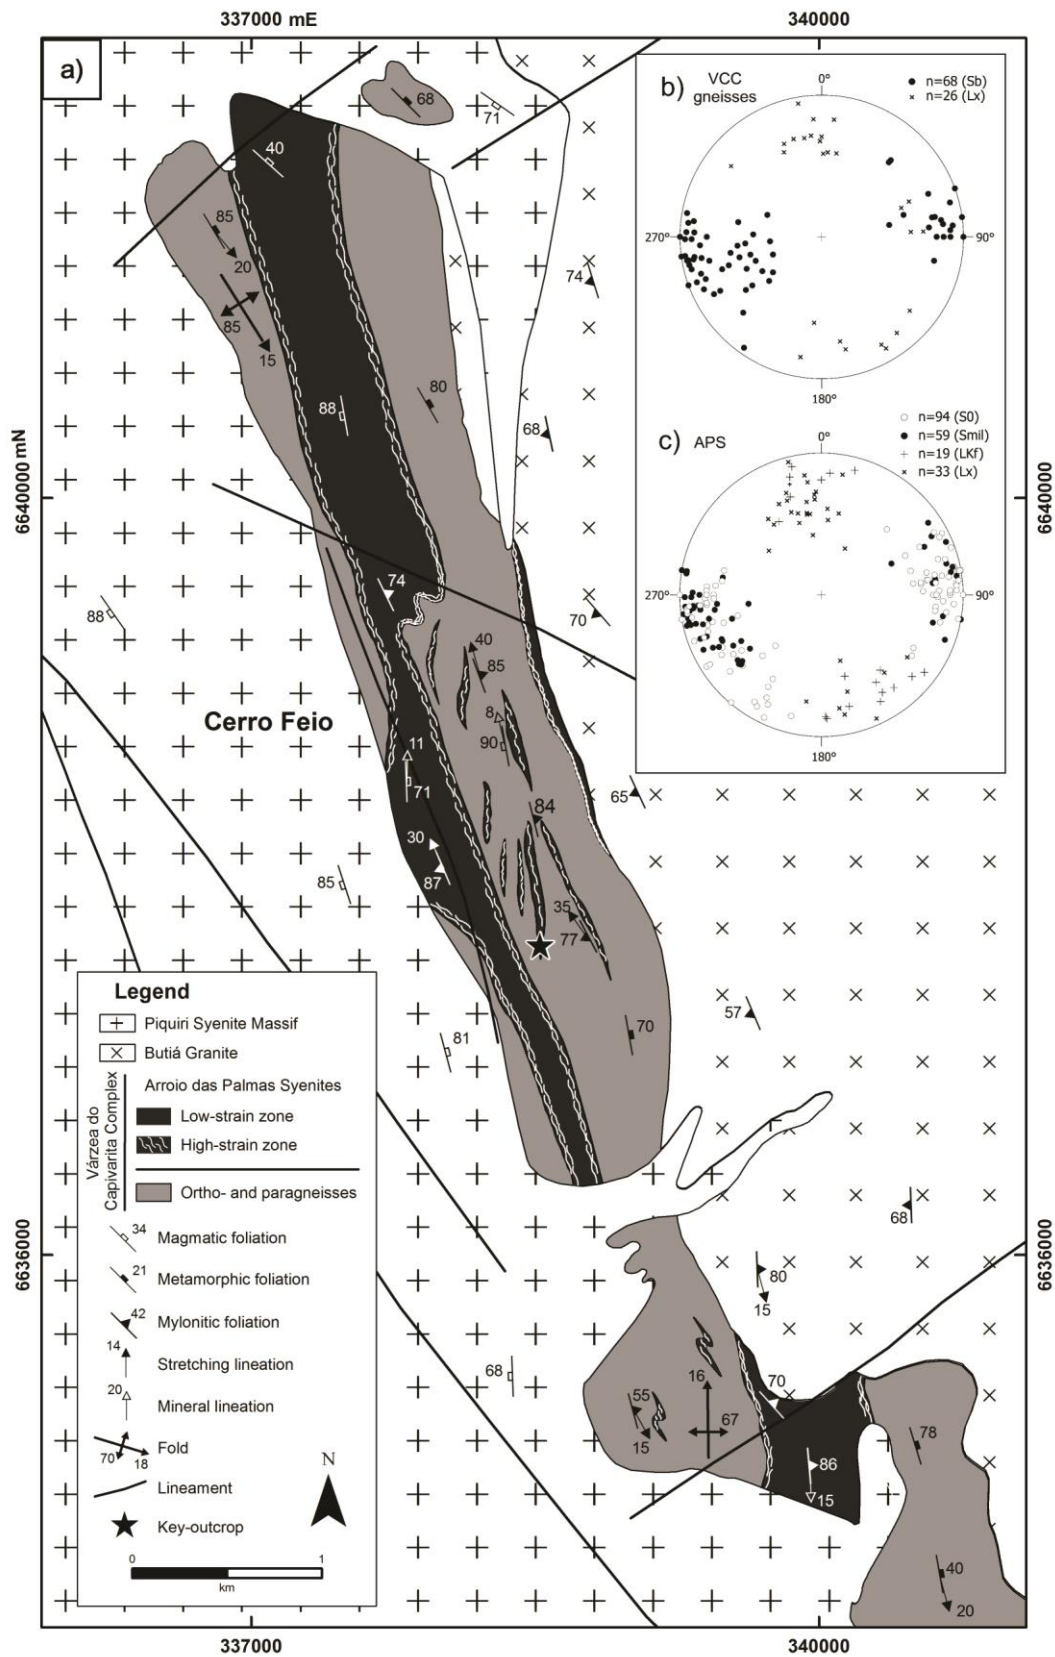 337000 mE
340000
a)
b) VCC
gneisses
n=68 (Sb)
n=26 (Lx)
0°
270°
90°
180°
c) APS
n=94 (S0)
n=59 (Smil)
n=19 (LKf)
n=33 (Lx)
0°
270°
90°
180°
68
71
40
85
20
74
85
15
80
88
68
6640000 mN
6640000
74
88
70
40
85
8
90
Cerro Feio
11
71
65
84
30
87
85
35
77
57
70
81
Legend
Piquiri Syenite Massif
Butiá Granite
Várzea do
Capivarita Complex
Arroio das Palmas Syenites
Low-strain zone
High-strain zone
Ortho- and paragneisses
34
Magmatic foliation
21
Metamorphic foliation
42
Mylonitic foliation
14
Stretching lineation
20
Mineral lineation
70
18
Fold
Lineament
Key-outcrop
N
0
1
km
68
6636000
6636000
80
15
68
16
70
55
67
15
78
86
15
40
20
337000
340000